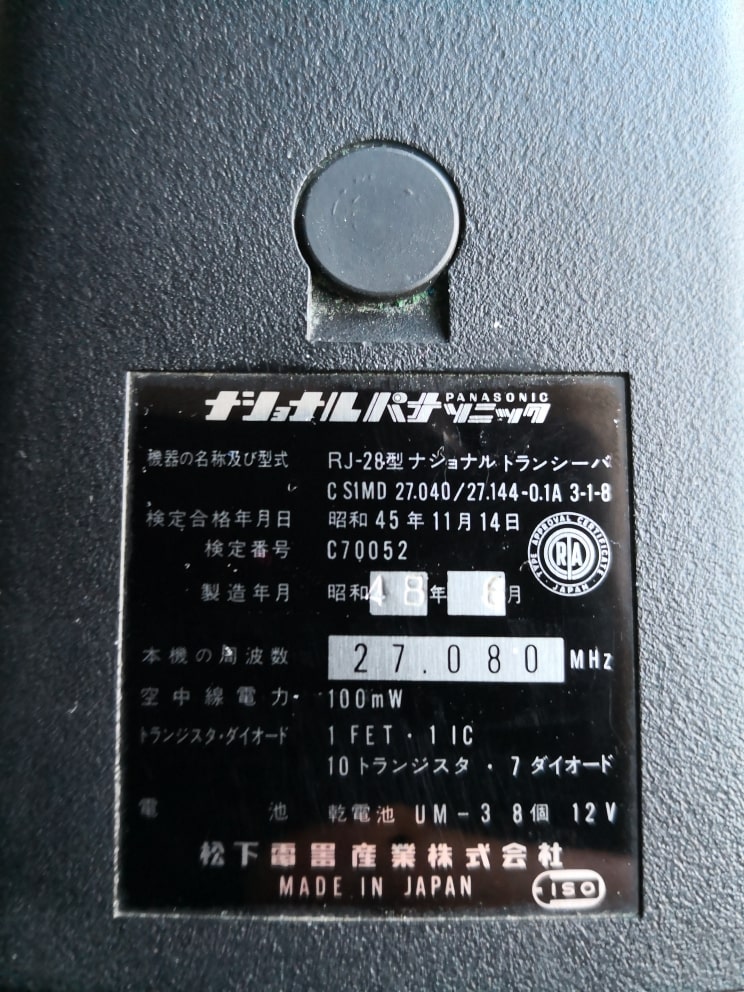 ナショナルパナソニック
PANASONIC
機器の名称及び型式 RJ-28型 ナショナルトランシーバ
C S1MD 27.040/27.144-0.1A 3-1-8
検定合格年月日 昭和45年11月14日
検定番号 C70052
TYPE APPROVAL CERTIFICATE
RA
JAPAN
製造年月 昭和48年 6月
本機の周波数 27.080 MHz
空中線電力 100mW
トランジスタ・ダイオード 1 FET・1 IC
10 トランジスタ・7 ダイオード
電池 乾電池 UM-3 8個 12V
松下電器産業株式会社
MADE IN JAPAN
ISO